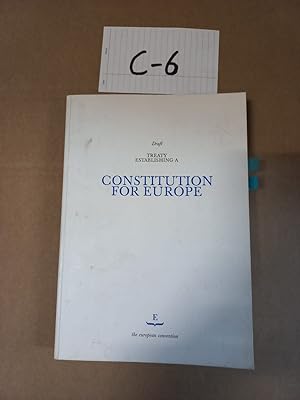 C-6
Draft
TREATY
ESTABLISHING A
CONSTITUTION
FOR EUROPE
E
the european convention